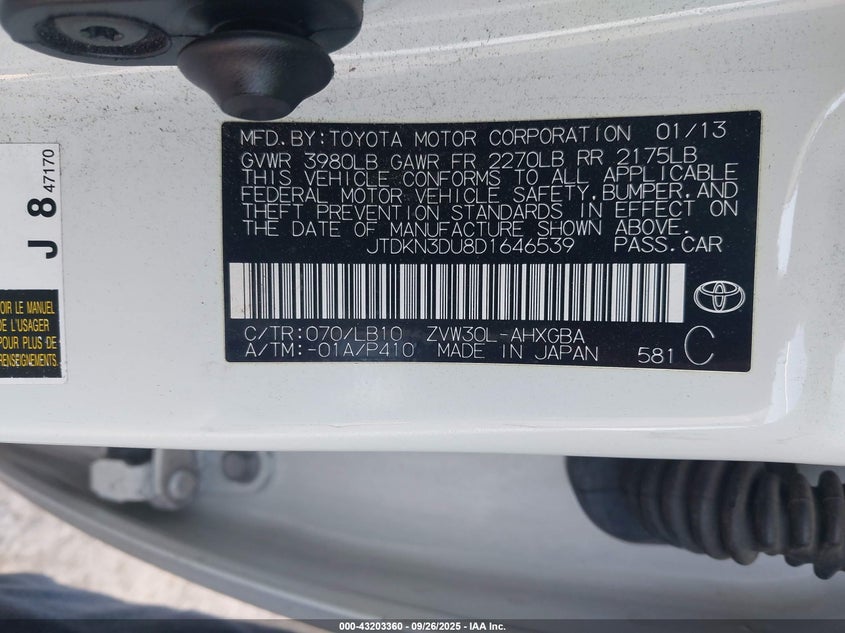 MFD.BY:TOYOTA MOTOR CORPORATION 01/13
GVWR 3980LB GAWR FR 2270LB RR 2175LB
THIS VEHICLE CONFORMS TO ALL APPLICABLE
FEDERAL MOTOR VEHICLE SAFETY,BUMPER,AND
THEFT PREVENTION STANDARDS IN EFFECT ON
THE DATE OF MANUFACTURE SHOWN ABOVE.
JTDKN3DU8D1646539 PASS.CAR
C/TR:070/LB10 ZVW30L-AHXGBA
A/TM:-01A/P410 MADE IN JAPAN 581 C
J 8 47170
OIR LE MANUEL
DE L'USAGER
POUR PLUS DE
RENSEIGNEMENTS.
000-43203360 - 09/26/2025 - IAA Inc.